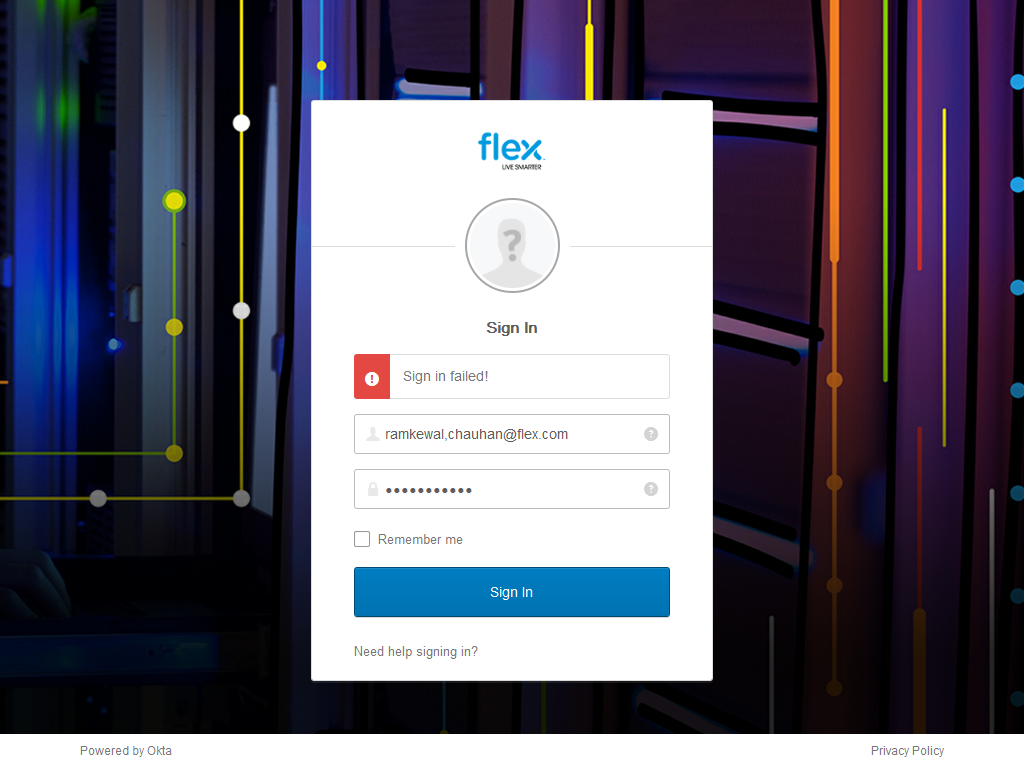 flex
LIVE SMARTER
?
Sign In
Sign in failed!
ramkewal,chauhan@flex.com
Remember me
Sign In
Need help signing in?
Powered by Okta
Privacy Policy